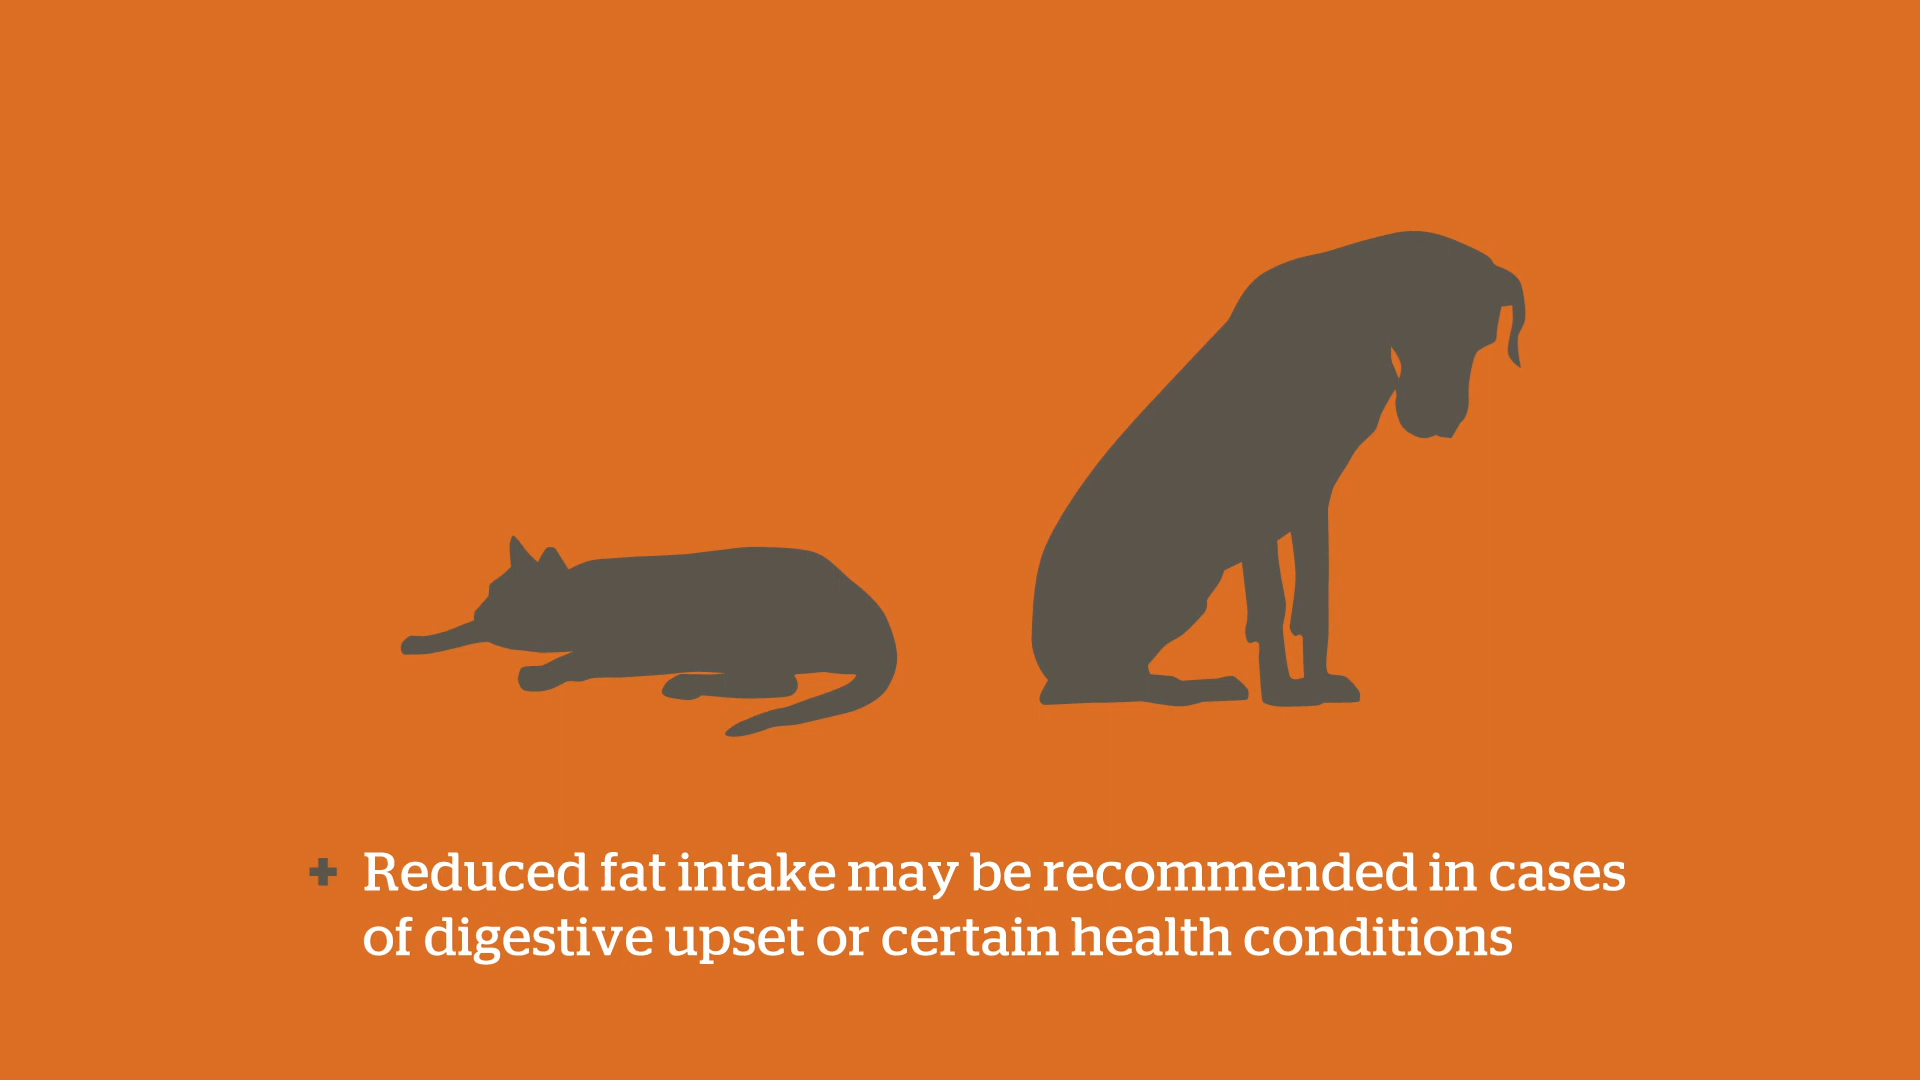 Reduced fat intake may be recommended in cases
of digestive upset or certain health conditions